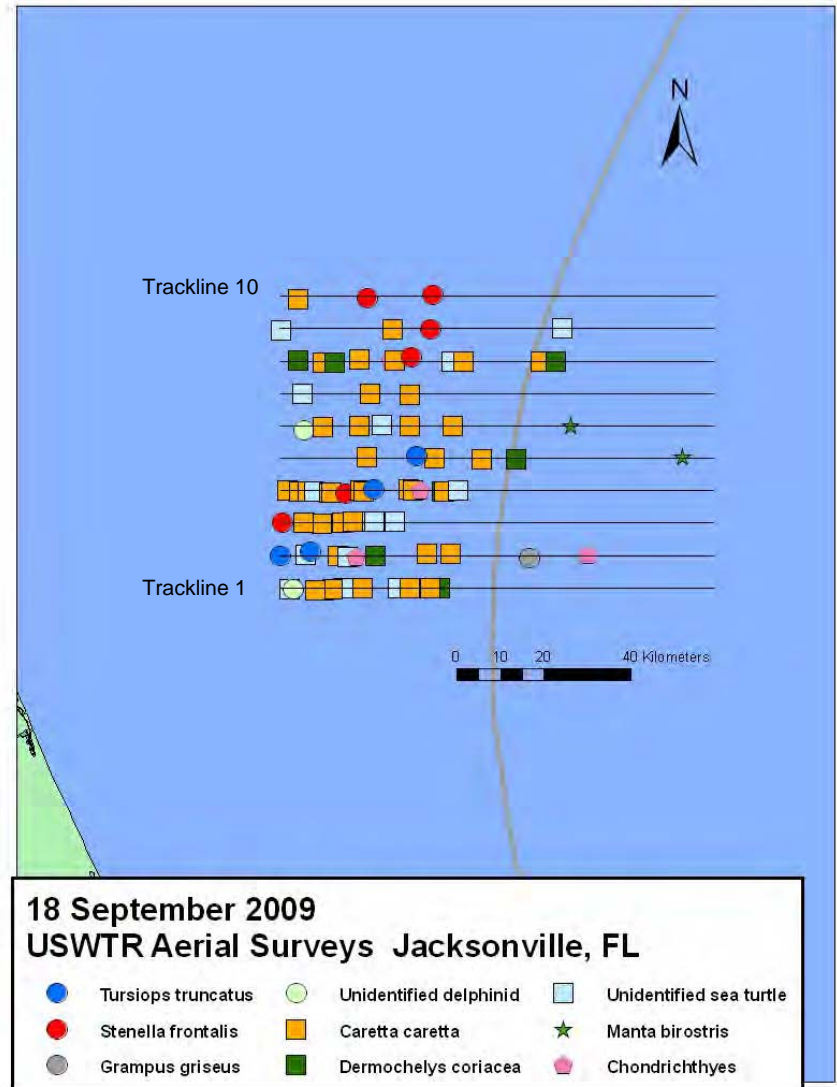 N
Trackline 10
Trackline 1
0 10 20 40 Kilometers
18 September 2009
USWTR Aerial Surveys Jacksonville, FL
Tursiops truncatus Unidentified delphinid Unidentified sea turtle
Stenella frontalis Caretta caretta Manta birostris
Grampus griseus Dermochelys coriacea Chondrichthyes